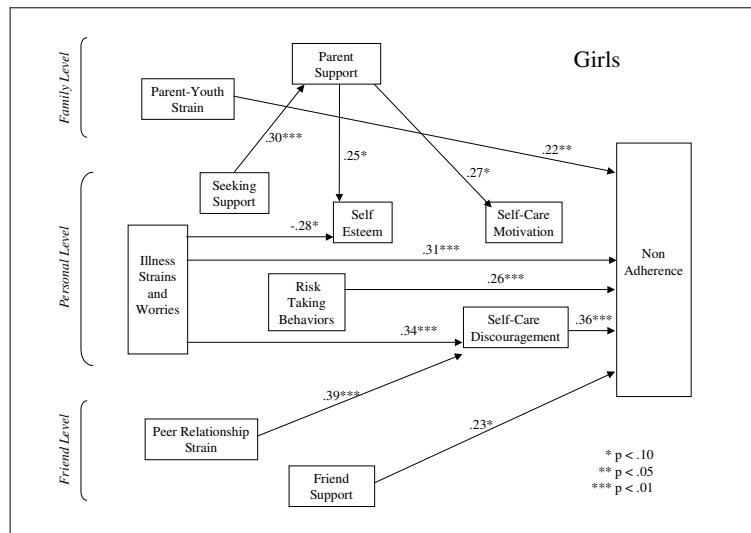 Girls
Family Level
Parent
Support
Parent-Youth
Strain
.30***
.25*
.27*
.22**
Personal Level
Seeking
Support
Self
Esteem
Self-Care
Motivation
Non
Adherence
-.28*
Illness
Strains
and
Worries
.31***
Risk
Taking
Behaviors
.26***
.34***
Self-Care
Discouragement
.36***
Friend Level
.39***
Peer Relationship
Strain
.23*
Friend
Support
* p < .10
** p < .05
*** p < .01